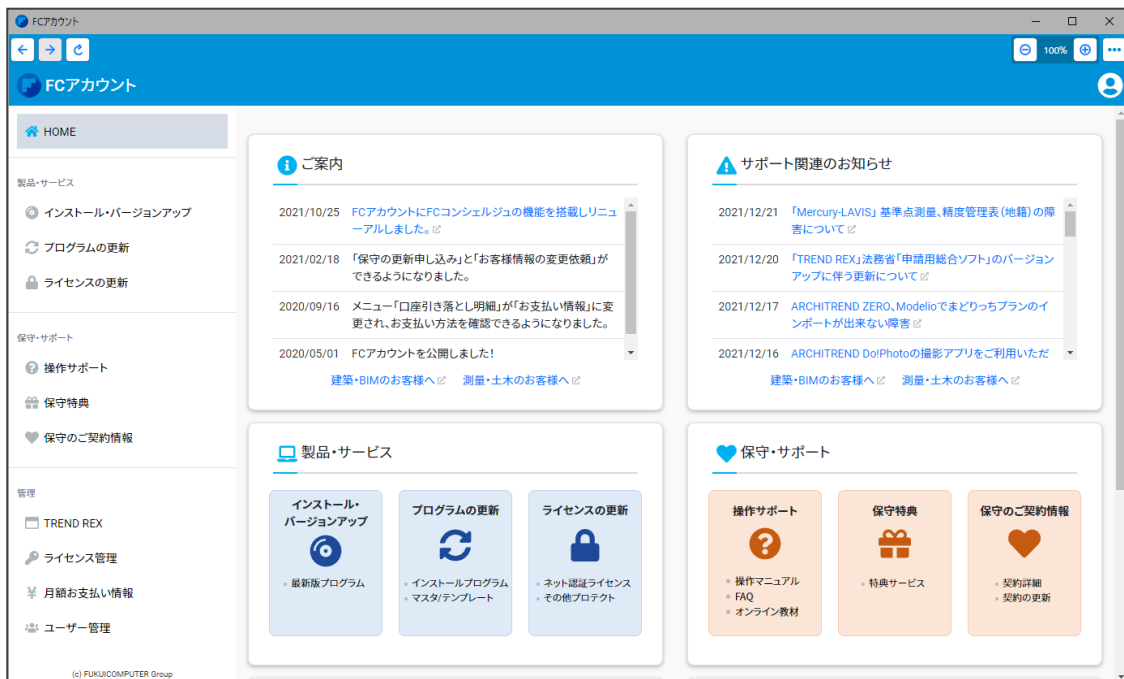 FCアカウント
100%
FCアカウント
HOME
製品・サービス
インストール・バージョンアップ
プログラムの更新
ライセンスの更新
保守・サポート
操作サポート
保守特典
保守のご契約情報
管理
TREND REX
ライセンス管理
月額お支払い情報
ユーザー管理
(c) FUKUICOMPUTER Group
ご案内
2021/10/25 FCアカウントにFCコンシェルジュの機能を搭載しリニュ
ーアルしました。
2021/02/18 「保守の更新申し込み」と「お客様情報の変更依頼」が
できるようになりました。
2020/09/16 メニュー「口座引き落とし明細」が「お支払い情報」に変
更され、お支払い方法を確認できるようになりました。
2020/05/01 FCアカウントを公開しました!
建築・BIMのお客様へ 測量・土木のお客様へ
サポート関連のお知らせ
2021/12/21 「Mercury-LAVIS」 基準点測量、精度管理表(地籍)の障
害について
2021/12/20 「TREND REX」法務省「申請用総合ソフト」のバージョン
アップに伴う更新について
2021/12/17 ARCHITREND ZERO、Modelioでまどりっちプランのイ
ンポートが出来ない障害
2021/12/16 ARCHITREND Do!Photoの撮影アプリをご利用いただ
建築・BIMのお客様へ 測量・土木のお客様へ
製品・サービス
インストール・
バージョンアップ
最新版プログラム
プログラムの更新
インストールプログラム
マスタ/テンプレート
ライセンスの更新
ネット認証ライセンス
その他プロテクト
保守・サポート
操作サポート
操作マニュアル
FAQ
オンライン教材
保守特典
特典サービス
保守のご契約情報
契約詳細
契約の更新